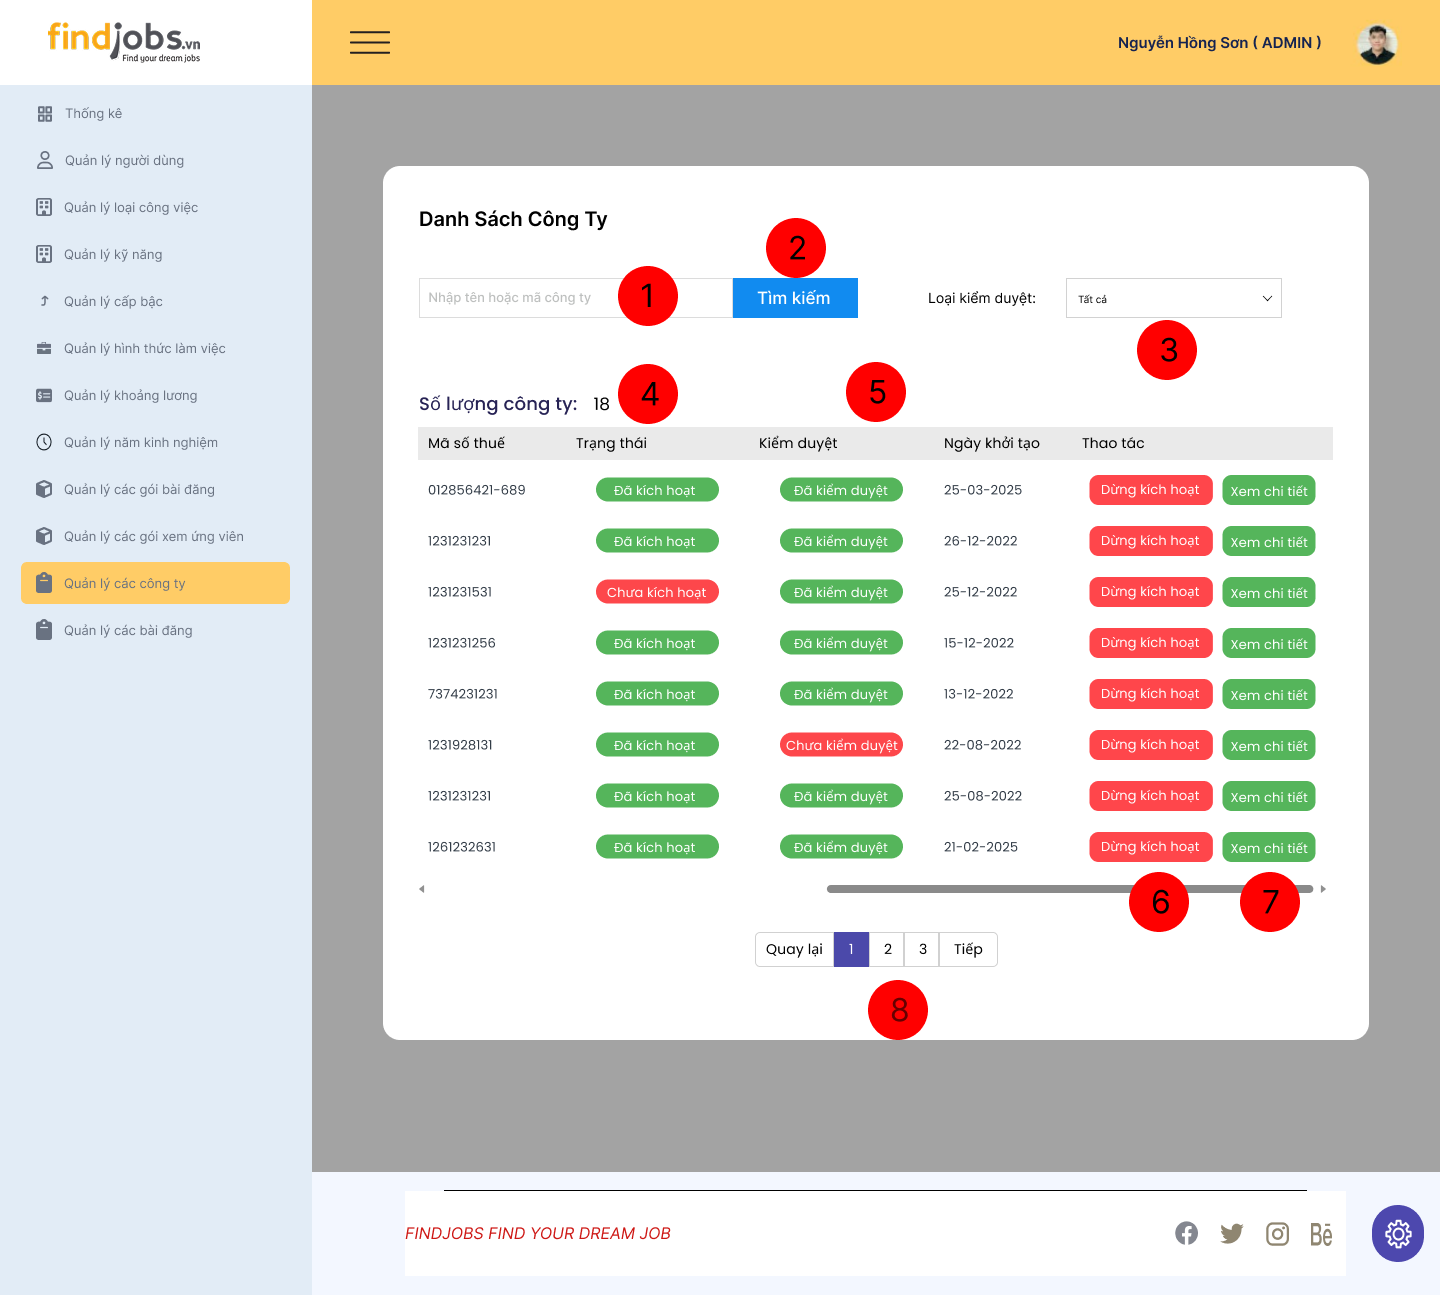 findjobs.vn
Find your dream jobs
Nguyễn Hồng Sơn ( ADMIN )
Thống kê
Quản lý người dùng
Quản lý loại công việc
Quản lý kỹ năng
Quản lý cấp bậc
Quản lý hình thức làm việc
Quản lý khoảng lương
Quản lý năm kinh nghiệm
Quản lý các gói bài đăng
Quản lý các gói xem ứng viên
Quản lý các công ty
Quản lý các bài đăng
Danh Sách Công Ty
2
Nhập tên hoặc mã công ty 1 Tìm kiếm Loại kiểm duyệt: Tất cả
3
Số lượng công ty: 18 4 5
Mã số thuế Trạng thái Kiểm duyệt Ngày khởi tạo Thao tác
012856421-689 Đã kích hoạt Đã kiểm duyệt 25-03-2025 Dừng kích hoạt Xem chi tiết
1231231231 Đã kích hoạt Đã kiểm duyệt 26-12-2022 Dừng kích hoạt Xem chi tiết
1231231531 Chưa kích hoạt Đã kiểm duyệt 25-12-2022 Dừng kích hoạt Xem chi tiết
1231231256 Đã kích hoạt Đã kiểm duyệt 15-12-2022 Dừng kích hoạt Xem chi tiết
7374231231 Đã kích hoạt Đã kiểm duyệt 13-12-2022 Dừng kích hoạt Xem chi tiết
1231928131 Đã kích hoạt Chưa kiểm duyệt 22-08-2022 Dừng kích hoạt Xem chi tiết
1231231231 Đã kích hoạt Đã kiểm duyệt 25-08-2022 Dừng kích hoạt Xem chi tiết
1261232631 Đã kích hoạt Đã kiểm duyệt 21-02-2025 Dừng kích hoạt Xem chi tiết
6 7
Quay lại 1 2 3 Tiếp
8
FINDJOBS FIND YOUR DREAM JOB